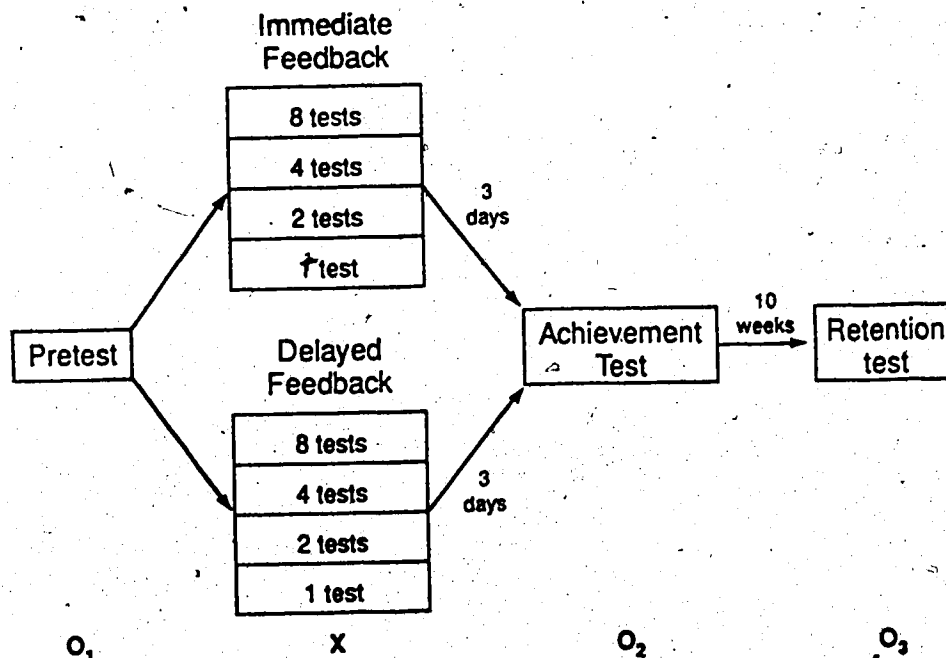 Immediate
Feedback
8 tests
4 tests
2 tests
1 test
3
days
Pretest
Achievement
Test
10
weeks
Retention
test
Delayed
Feedback
8 tests
4 tests
2 tests
1 test
3
days
O₁
X
O₂
O₃